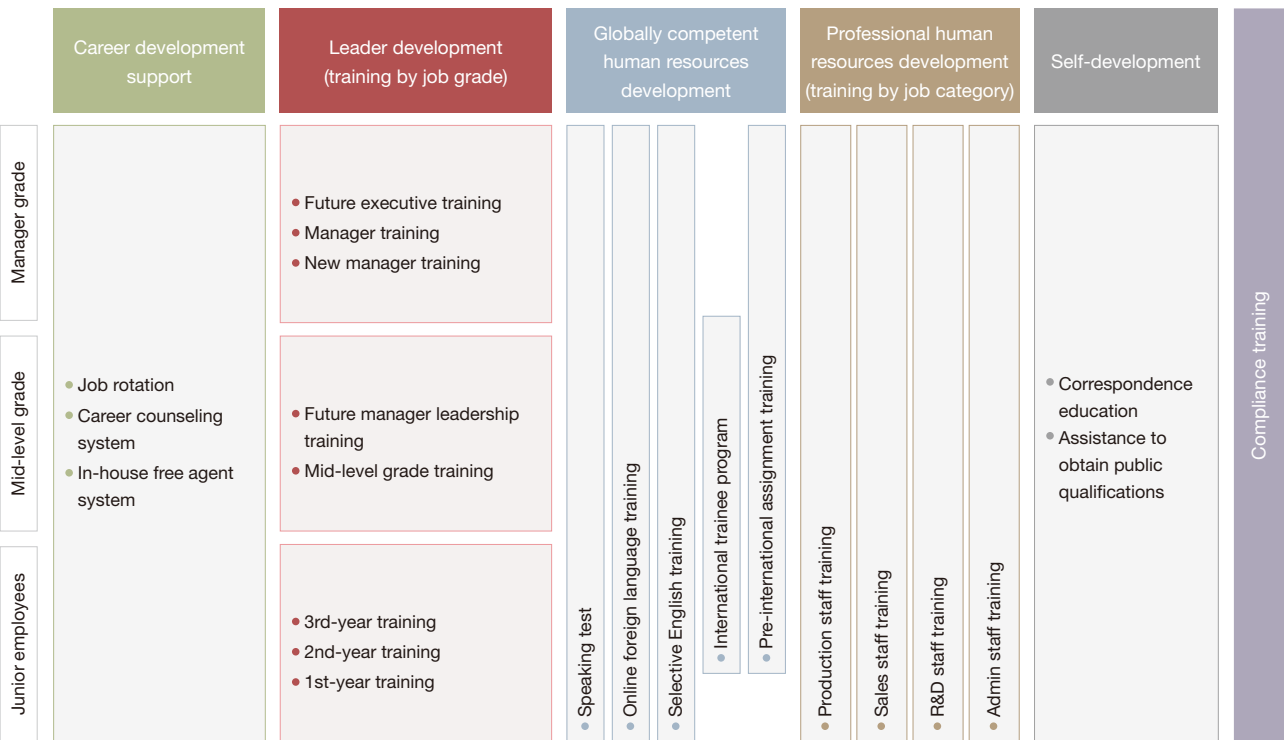 Career development
support
Leader development
(training by job grade)
Globally competent
human resources
development
Professional human
resources development
(training by job category)
Self-development
Compliance training
Manager grade
Mid-level grade
Junior employees
Job rotation
Career counseling
system
In-house free agent
system
Future executive training
Manager training
New manager training
Future manager leadership
training
Mid-level grade training
3rd-year training
2nd-year training
1st-year training
Speaking test
Online foreign language training
Selective English training
International trainee program
Pre-international assignment training
Production staff training
Sales staff training
R&D staff training
Admin staff training
Correspondence
education
Assistance to
obtain public
qualifications